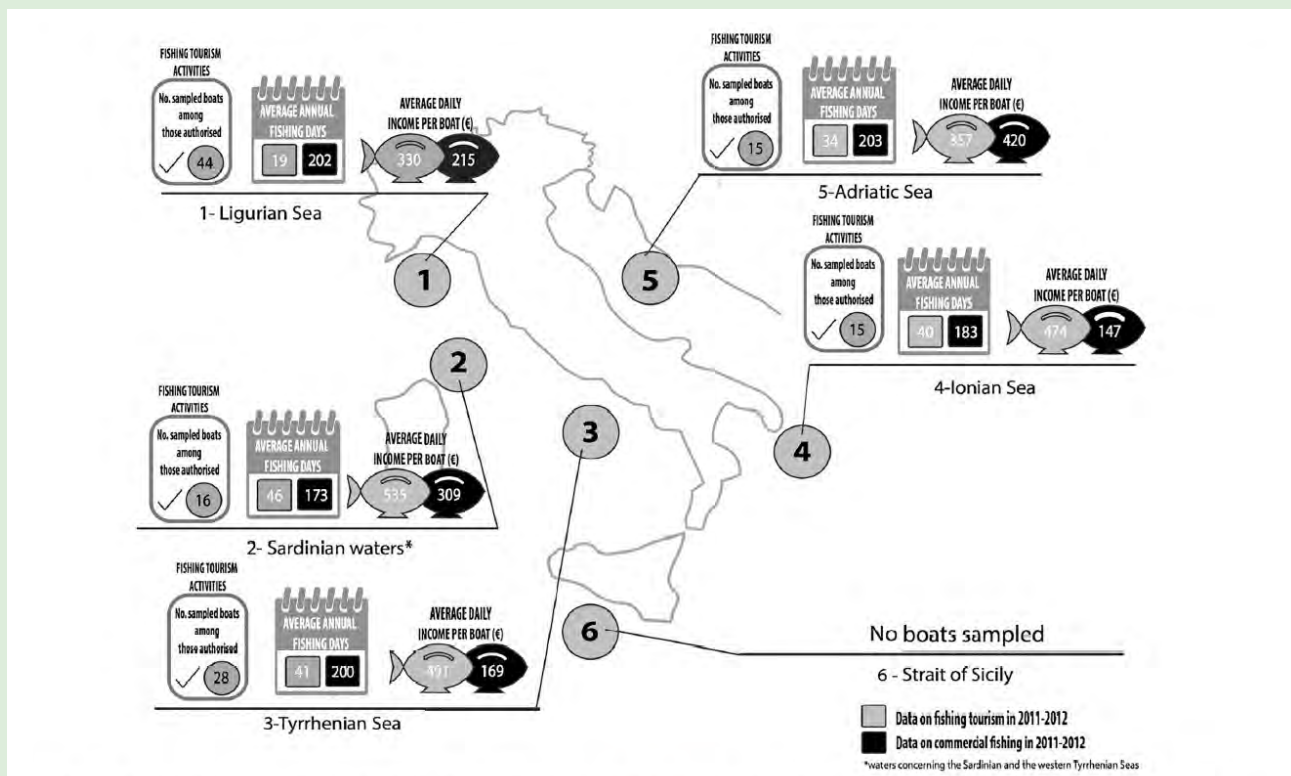 FISHING TOURISM
ACTIVITIES
No. sampled boats
among
those authorised
44
AVERAGE ANNUAL
FISHING DAYS
19 202
AVERAGE DAILY
INCOME PER BOAT (€)
330 215
1- Ligurian Sea
FISHING TOURISM
ACTIVITIES
No. sampled boats
among
those authorised
15
AVERAGE ANNUAL
FISHING DAYS
34 203
AVERAGE DAILY
INCOME PER BOAT (€)
357 420
5-Adriatic Sea
FISHING TOURISM
ACTIVITIES
No. sampled boats
among
those authorised
15
AVERAGE ANNUAL
FISHING DAYS
40 183
AVERAGE DAILY
INCOME PER BOAT (€)
474 147
4-Ionian Sea
1
5
2
3
4
6
FISHING TOURISM
ACTIVITIES
No. sampled boats
among
those authorised
16
AVERAGE ANNUAL
FISHING DAYS
46 173
AVERAGE DAILY
INCOME PER BOAT (€)
535 309
2- Sardinian waters*
FISHING TOURISM
ACTIVITIES
No. sampled boats
among
those authorised
28
AVERAGE ANNUAL
FISHING DAYS
41 200
AVERAGE DAILY
INCOME PER BOAT (€)
491 169
3-Tyrrhenian Sea
No boats sampled
6 - Strait of Sicily
Data on fishing tourism in 2011-2012
Data on commercial fishing in 2011-2012
*waters concerning the Sardinian and the western Tyrrhenian Seas